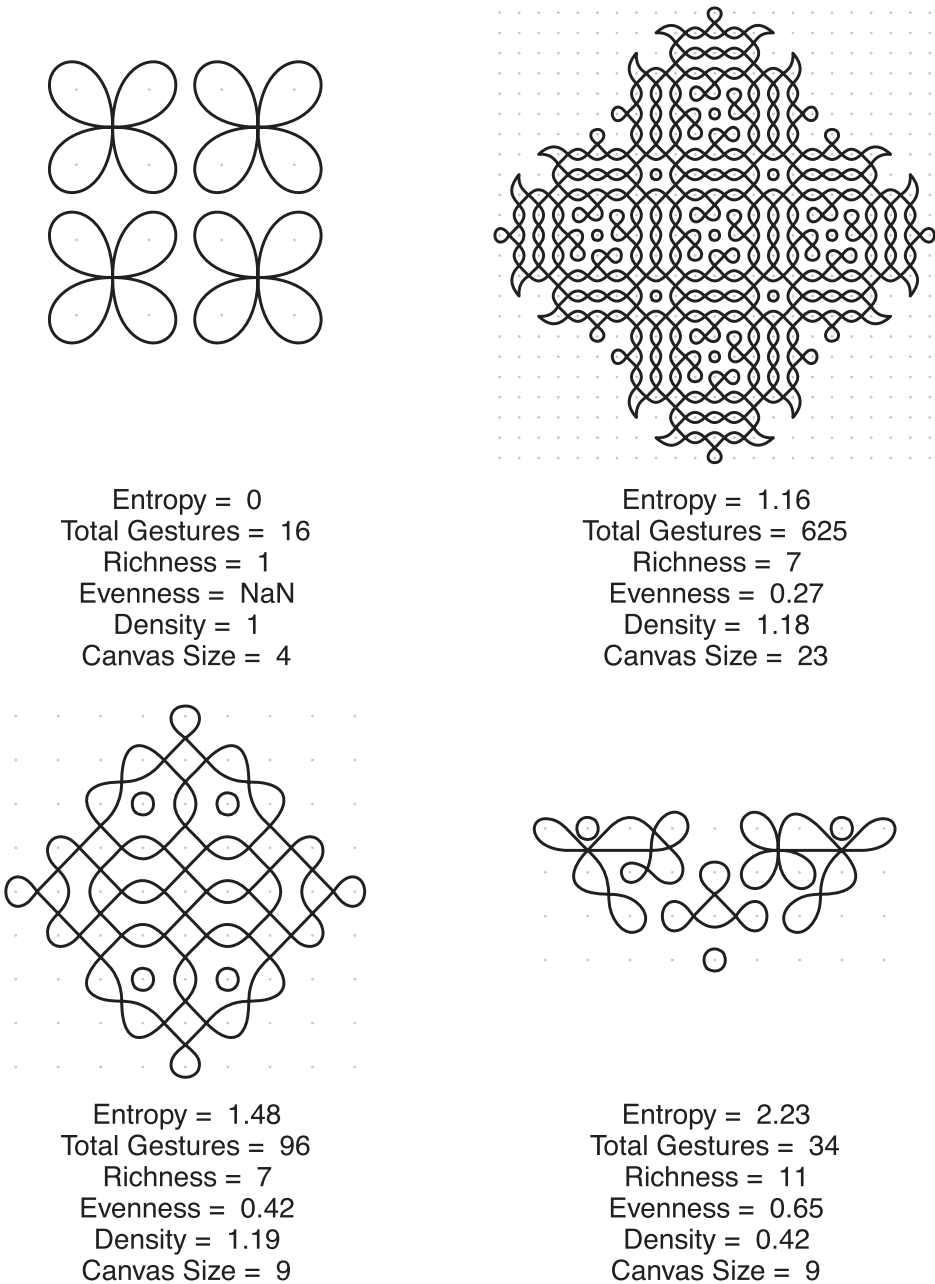 Entropy = 0
Total Gestures = 16
Richness = 1
Evenness = NaN
Density = 1
Canvas Size = 4
Entropy = 1.16
Total Gestures = 625
Richness = 7
Evenness = 0.27
Density = 1.18
Canvas Size = 23
Entropy = 1.48
Total Gestures = 96
Richness = 7
Evenness = 0.42
Density = 1.19
Canvas Size = 9
Entropy = 2.23
Total Gestures = 34
Richness = 11
Evenness = 0.65
Density = 0.42
Canvas Size = 9